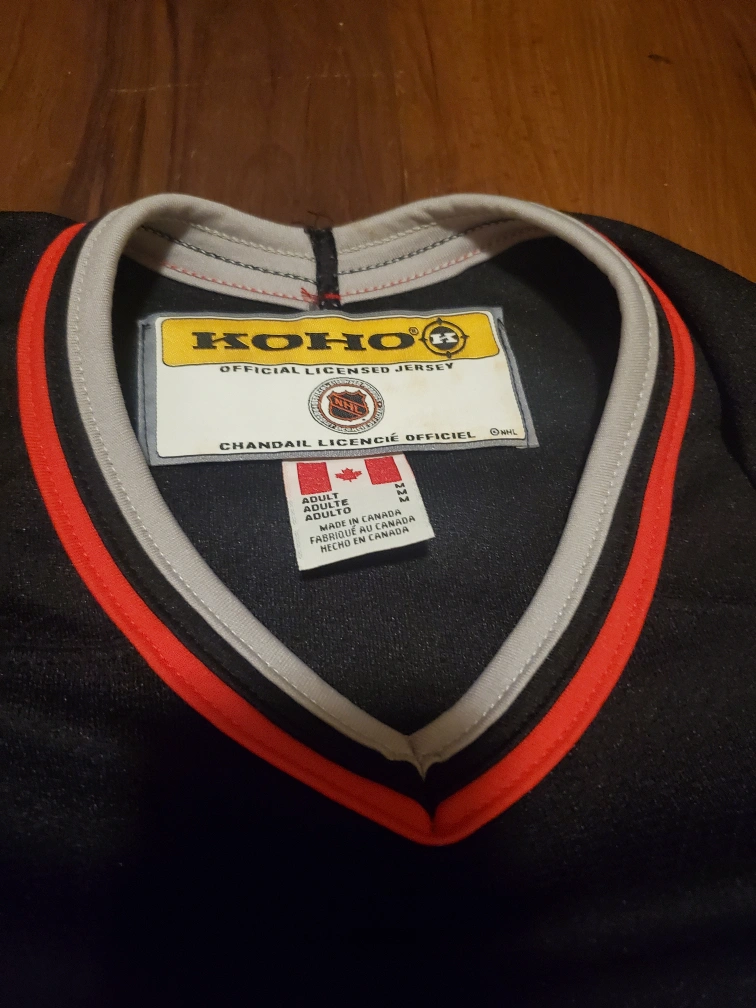 KOHO® K
OFFICIAL LICENSED JERSEY
NHL
CHANDAIL LICENCIÉ OFFICIEL ©NHL
ADULT M
ADULTE M
ADULTO M
MADE IN CANADA
FABRIQUÉ AU CANADA
HECHO EN CANADA